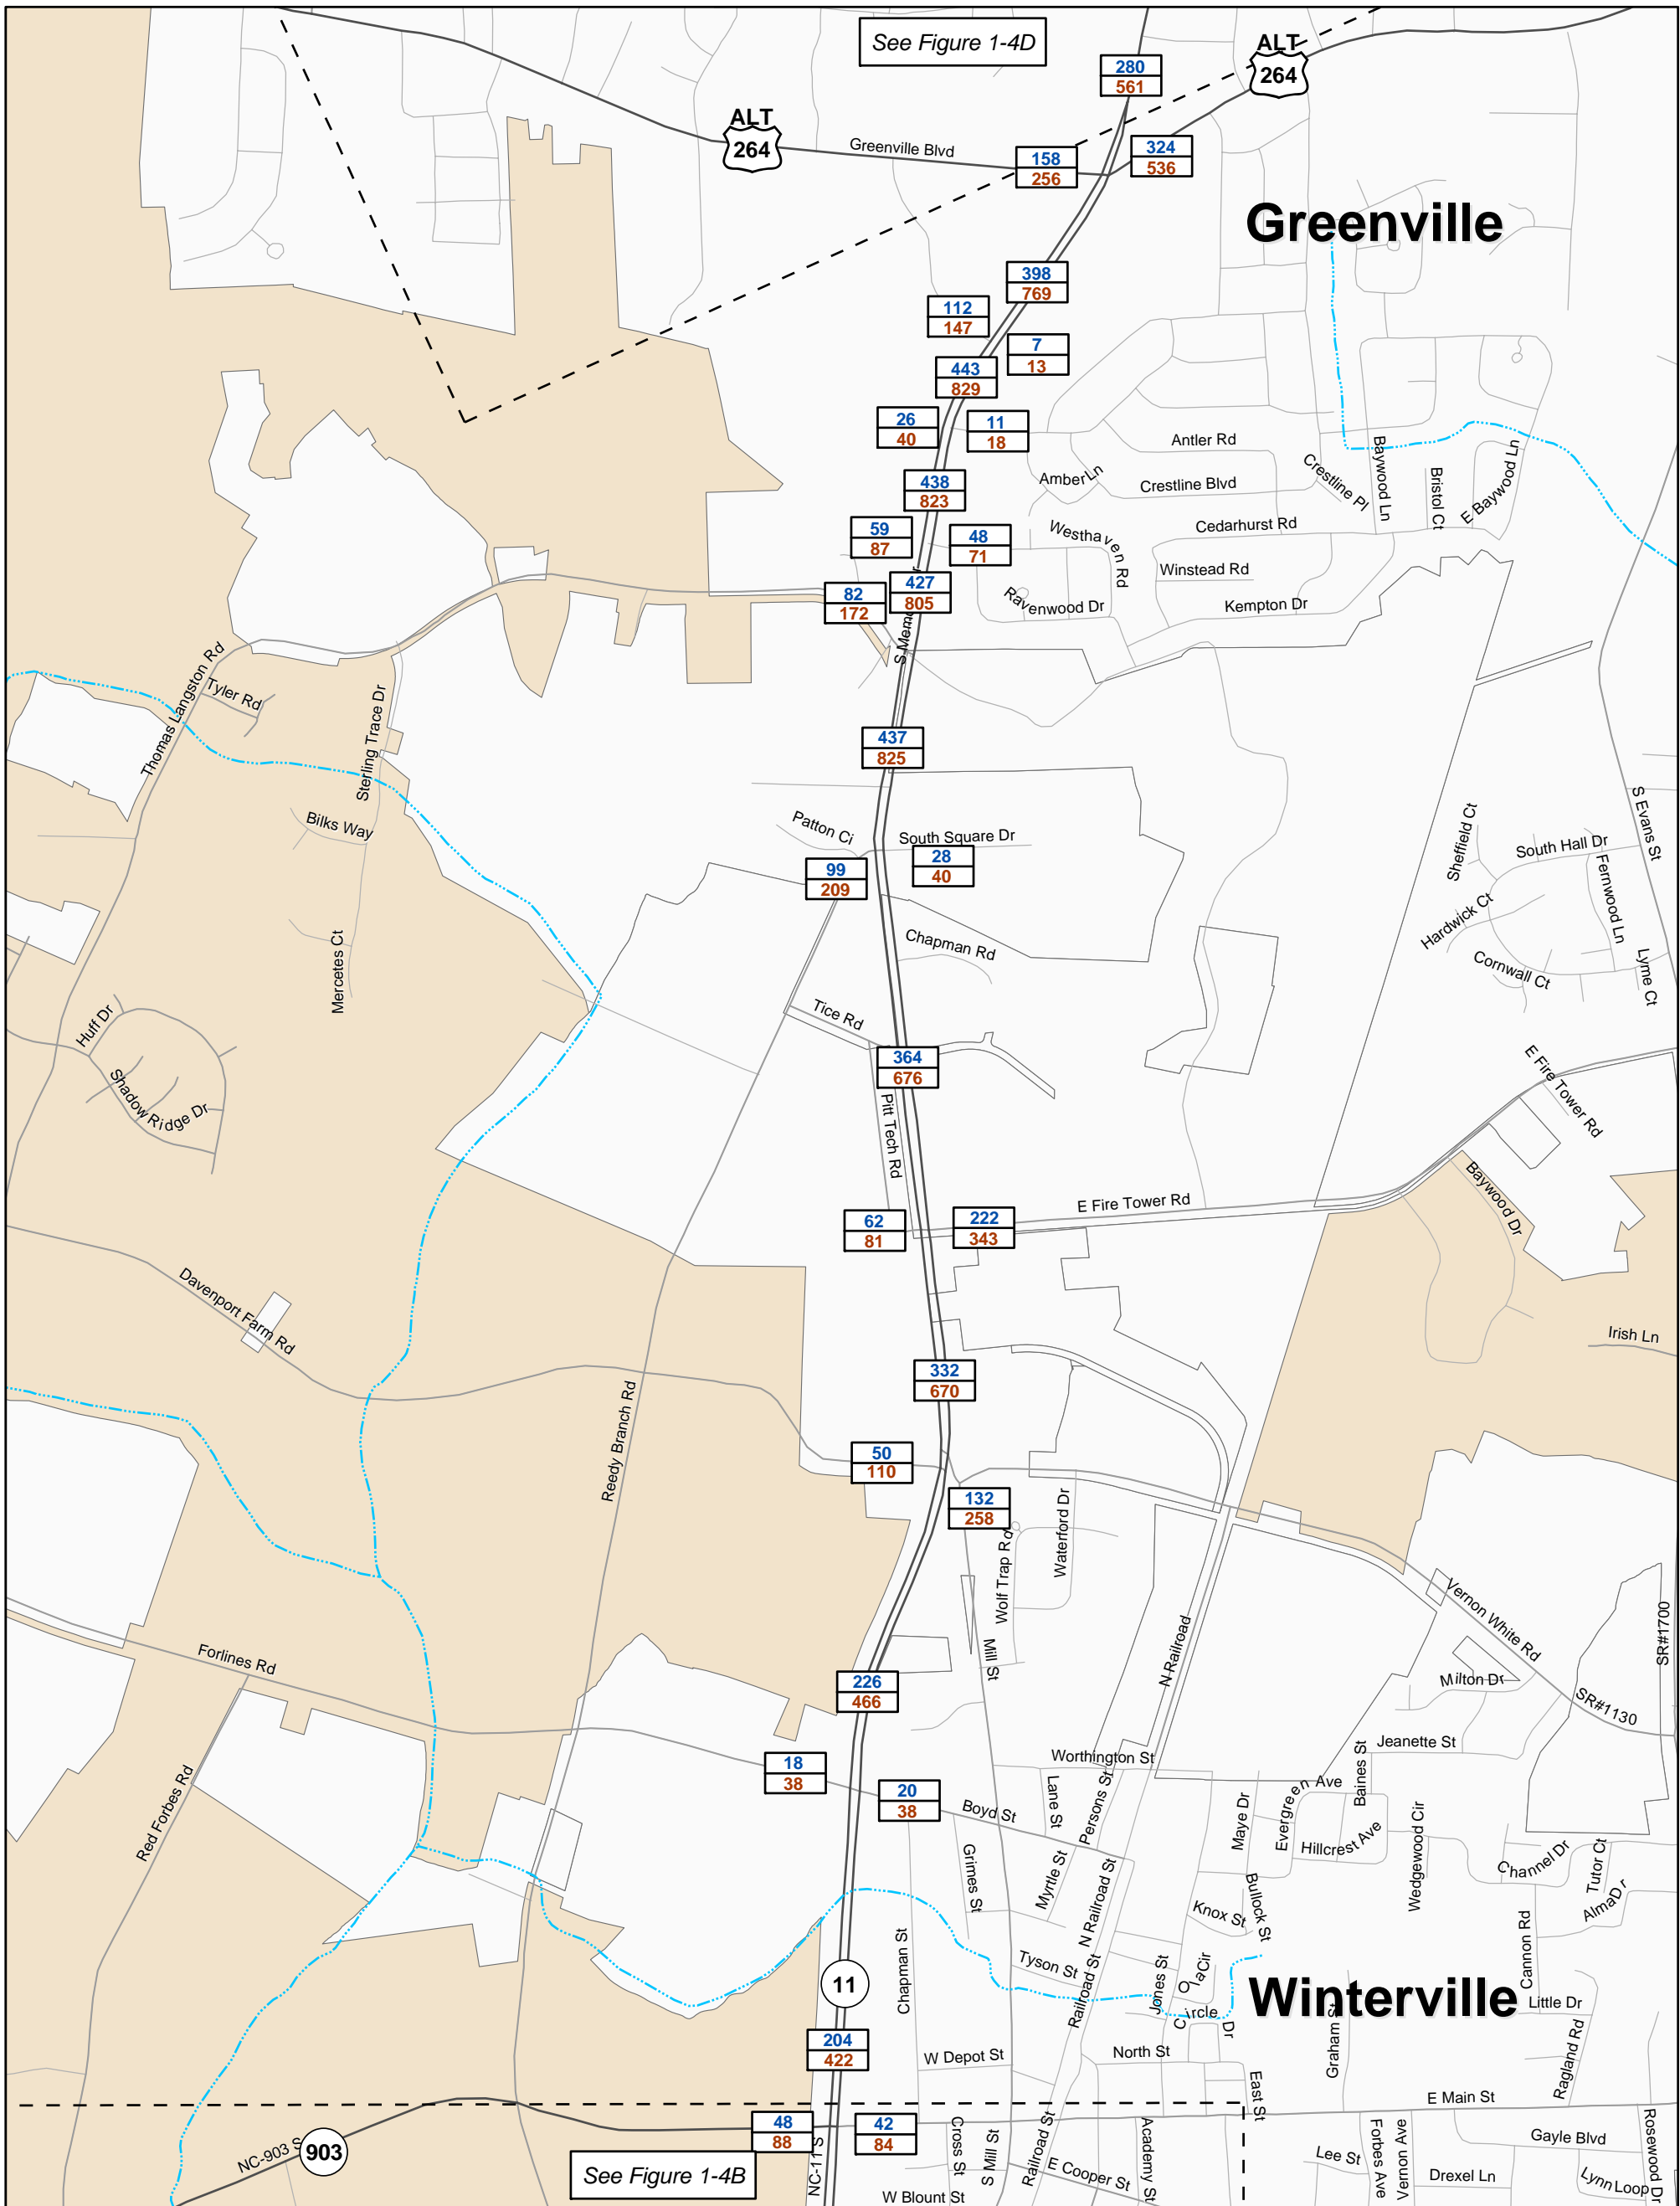 See Figure 1-4D
280
561
ALT
264
ALT
264
Greenville Blvd
158
256
324
536
Greenville
398
769
112
147
7
13
443
829
26
40
11
18
Antler Rd
Amber Ln
Crestline Blvd
Crestline Pl
Baywood Ln
Bristol Ct
E Baywood Ln
438
823
Cedarhurst Rd
59
87
48
71
Westhaven Rd
Winstead Rd
82
172
427
805
Ravenwood Dr
Kempton Dr
S Memo
Thomas Langston Rd
Tyler Rd
Sterling Trace Dr
437
825
Bilks Way
Patton Ci
South Square Dr
28
40
99
209
S Evans St
Sheffield Ct
South Hall Dr
Fernwood Ln
Hardwick Ct
Cornwall Ct
Lyme Ct
Chapman Rd
Mercetes Ct
Tice Rd
Huff Dr
Shadow Ridge Dr
364
676
Pitt Tech Rd
E Fire Tower Rd
Baywood Dr
E Fire Tower Rd
62
81
222
343
Davenport Farm Rd
Irish Ln
332
670
Reedy Branch Rd
50
110
132
258
Wolf Trap Rd
Waterford Dr
Mill St
N Railroad
Vernon White Rd
SR#1700
Milton Dr
SR#1130
Forlines Rd
226
466
Red Forbes Rd
18
38
20
38
Worthington St
Jeanette St
Boyd St
Lane St
Persons St
Maye Dr
Evergreen Ave
Baines St
Hillcrest Ave
Wedgewood Cir
Channel Dr
Tutor Ct
Alma Dr
Grimes St
Myrtle St
N Railroad St
Bullock St
Knox St
Cannon Rd
Chapman St
Tyson St
Railroad St
Jones St
Ola Cir
Circle Dr
11
Winterville
Little Dr
Graham St
Ragland Rd
204
422
W Depot St
North St
East St
E Main St
48
88
42
84
NC-903 S
903
See Figure 1-4B
NC-11 S
Cross St
S Mill St
Railroad St
E Cooper St
Academy St
W Blount St
Lee St
Forbes Ave
Vernon Ave
Gayle Blvd
Drexel Ln
Lynn Loop
Rosewood Dr